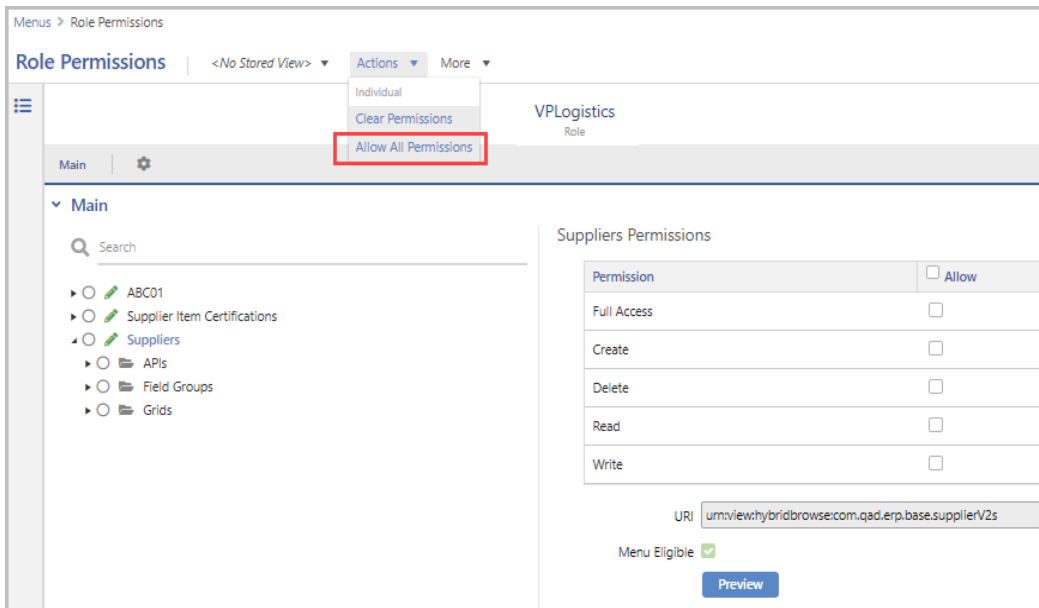 Menus > Role Permissions
Role Permissions <No Stored View> Actions More
Individual
Clear Permissions
Allow All Permissions
VPLogistics
Role
Main
Main
Search
ABC01
Supplier Item Certifications
Suppliers
APIs
Field Groups
Grids
Suppliers Permissions
Permission Allow
Full Access
Create
Delete
Read
Write
URI urn:view:hybridbrowse:com.qad.erp.base.supplierV2s
Menu Eligible
Preview